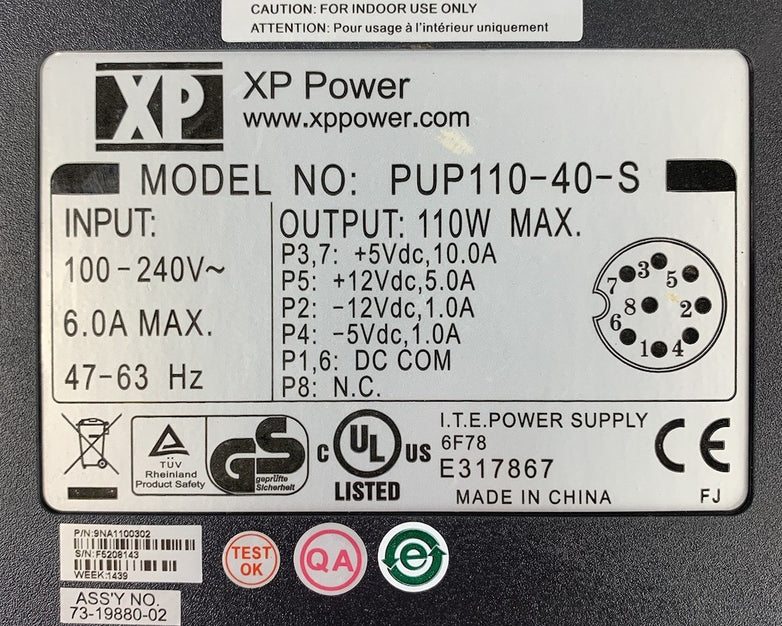 CAUTION: FOR INDOOR USE ONLY
ATTENTION: Pour usage à l'intérieur uniquement
XP
XP Power
www.xppower.com
MODEL NO: PUP110-40-S
INPUT:
100-240V~
6.0A MAX.
47-63 Hz
OUTPUT: 110W MAX.
P3,7: +5Vdc,10.0A
P5: +12Vdc,5.0A
P2: -12Vdc,1.0A
P4: -5Vdc,1.0A
P1,6: DC COM
P8: N.C.
3
7
5
8
2
6
1
4
TÜV
Rheinland
Product Safety
GS
geprüfte
Sicherheit
C UL US
LISTED
I.T.E.POWER SUPPLY
6F78
E317867
MADE IN CHINA
CE
FJ
P/N:9NA1100302
S/N:F5208143
WEEK:1439
TEST
OK
QA
e
ASS'Y NO.
73-19880-02